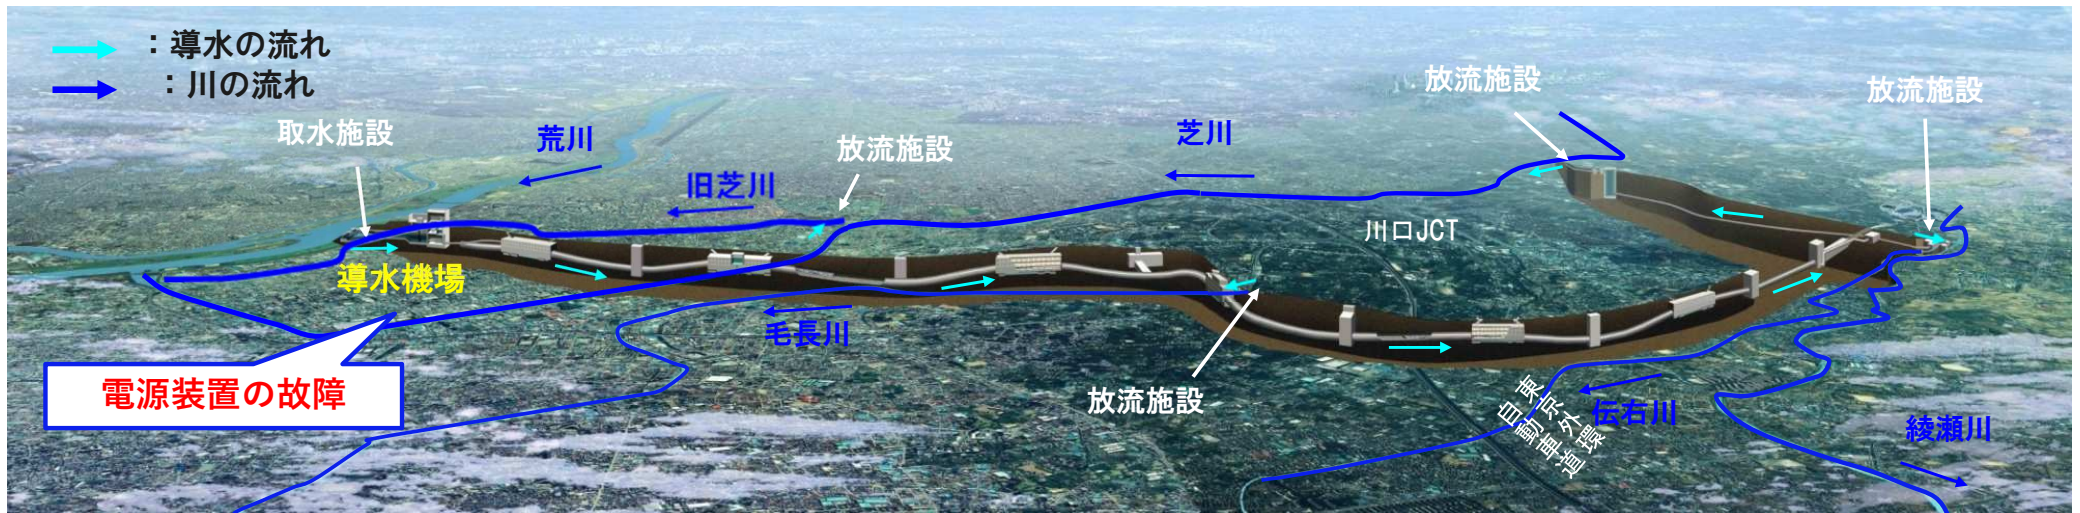 ：導水の流れ
：川の流れ
取水施設
荒川
旧芝川
放流施設
芝川
放流施設
放流施設
川口JCT
導水機場
毛長川
電源装置の故障
放流施設
東京外環
自動車道
伝右川
綾瀬川